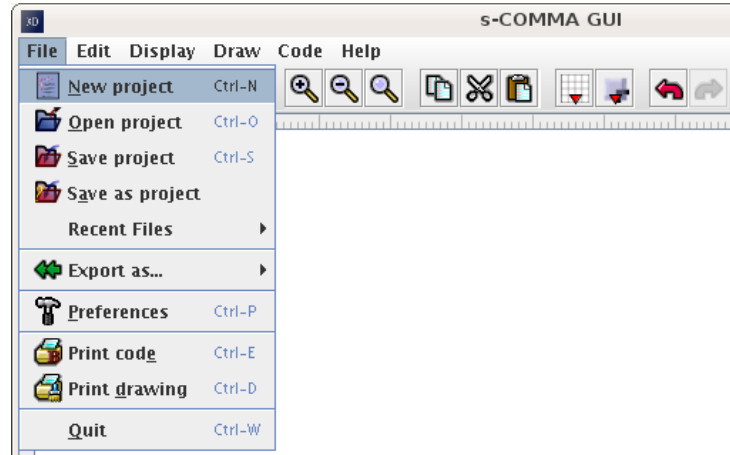 3D
s-COMMA GUI
File Edit Display Draw Code Help
New project Ctrl-N
Open project Ctrl-O
Save project Ctrl-S
Save as project
Recent Files
Export as...
Preferences Ctrl-P
Print code Ctrl-E
Print drawing Ctrl-D
Quit Ctrl-W